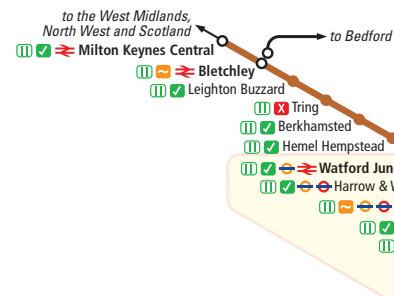 to the West Midlands,
North West and Scotland
to Bedford
Milton Keynes Central
Bletchley
Leighton Buzzard
X Tring
Berkhamsted
Hemel Hempstead
Watford Jun
Harrow & W